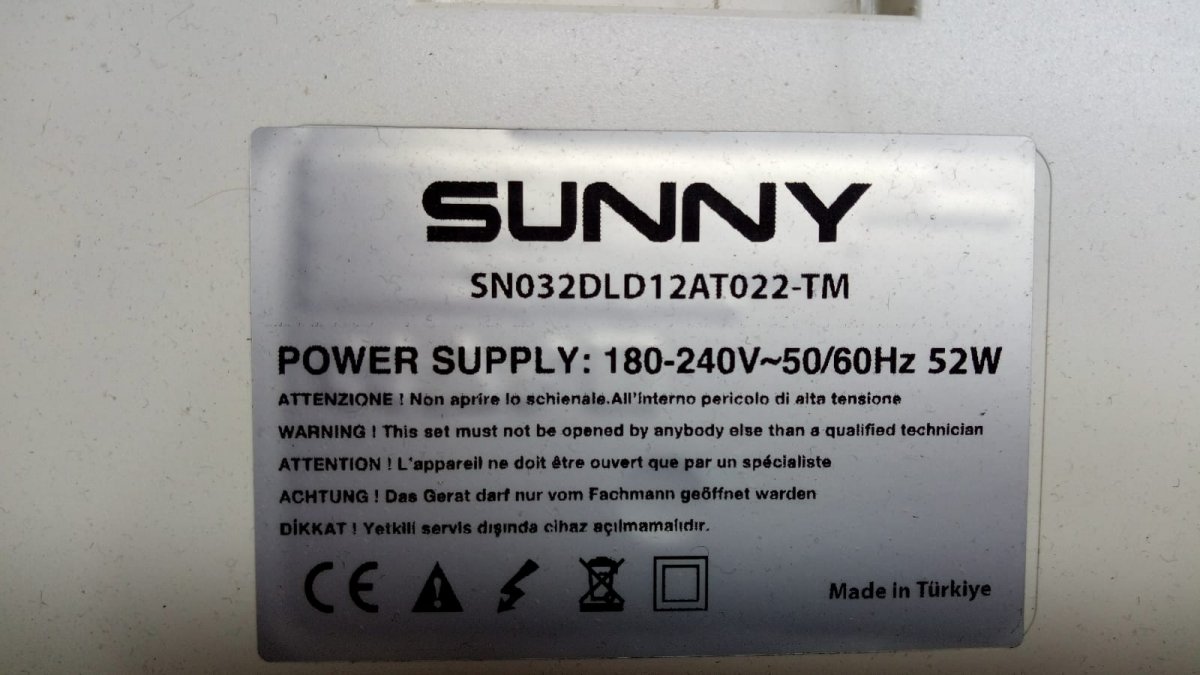 SUNNY
SN032DLD12AT022-TM
POWER SUPPLY: 180-240V~50/60Hz 52W
ATTENZIONE ! Non aprire lo schienale.All'interno pericolo di alta tensione
WARNING ! This set must not be opened by anybody else than a qualified technician
ATTENTION ! L'appareil ne doit être ouvert que par un spécialiste
ACHTUNG ! Das Gerat darf nur vom Fachmann geöffnet warden
DİKKAT ! Yetkili servis dışında cihaz açılmamalıdır.
CE
Made in Türkiye